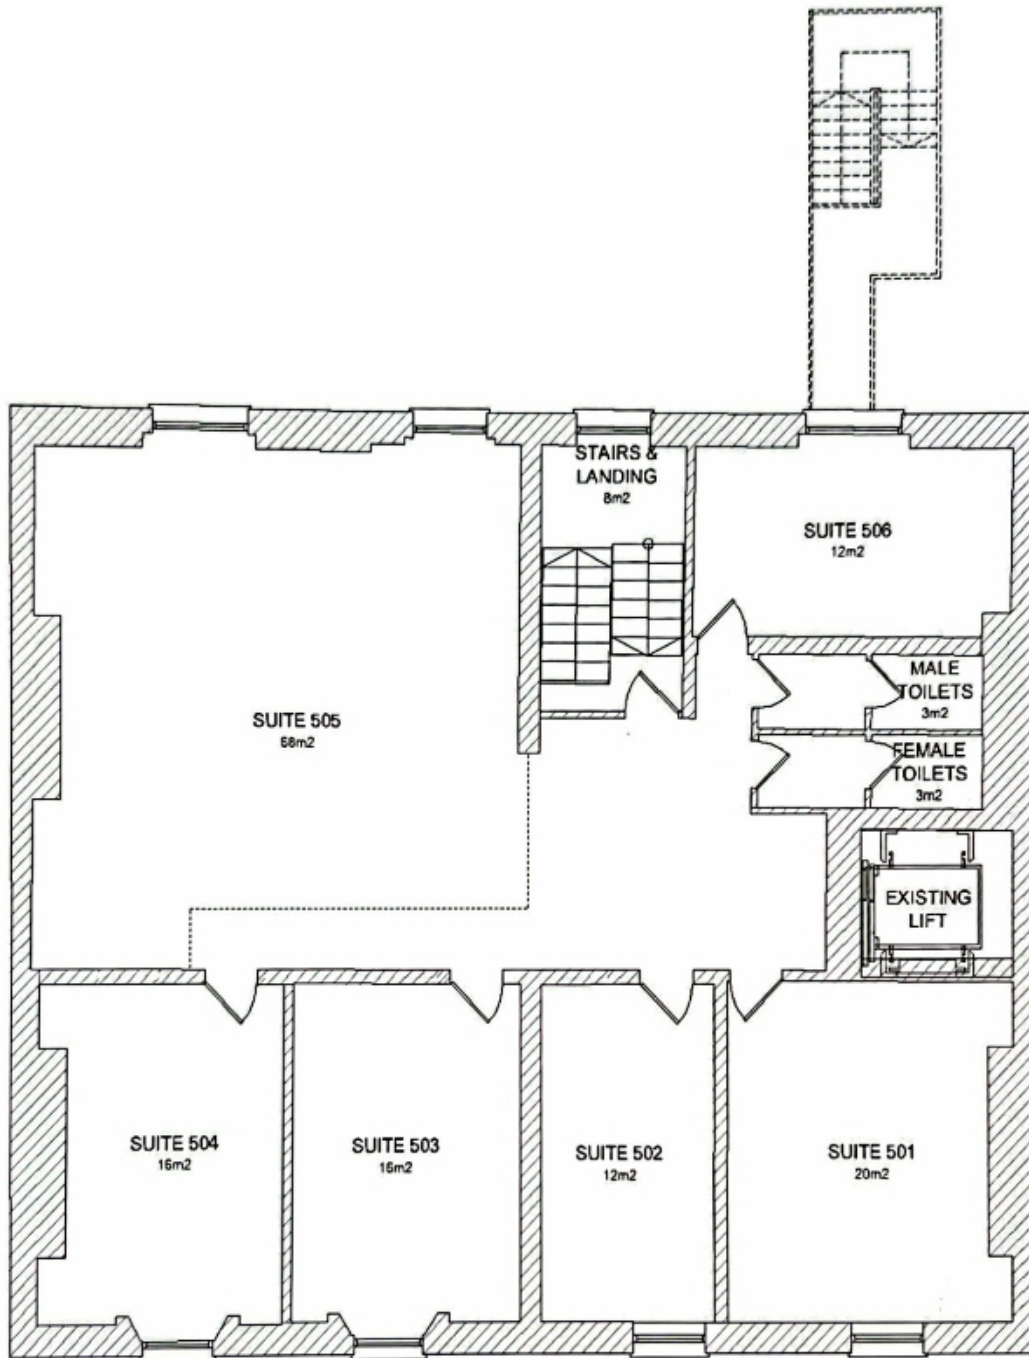 STAIRS &
LANDING
8m2
SUITE 506
12m2
MALE
TOILETS
3m2
SUITE 505
68m2
FEMALE
TOILETS
3m2
EXISTING
LIFT
SUITE 504
16m2
SUITE 503
16m2
SUITE 502
12m2
SUITE 501
20m2